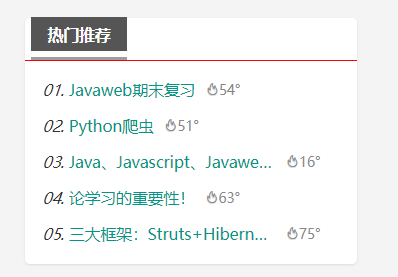 热门推荐
01. Javaweb期末复习 54°
02. Python爬虫 51°
03. Java、Javascript、Javawe... 16°
04. 论学习的重要性！ 63°
05. 三大框架：Struts+Hibern... 75°